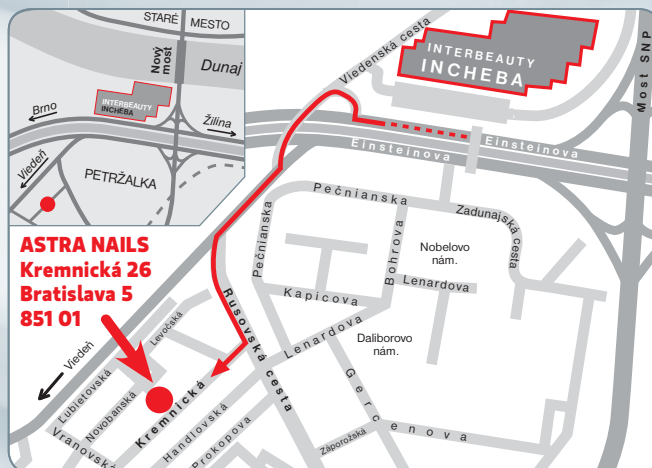 STARÉ MESTO
Nový most
Dunaj
INTERBEAUTY
INCHEBA
Brno
Žilina
Viedeň
PETRŽALKA
ASTRA NAILS
Kremnická 26
Bratislava 5
851 01
Viedeň
Viedenská cesta
INTERBEAUTY
INCHEBA
Most SNP
Einsteinova
Einsteinova
Pečnianska
Zadunajská cesta
Pečnianska
Bohrova
Nobelovo
nám.
Lenardova
Kapicova
Rusovská cesta
Lenardova
Daliborovo
nám.
Gercenova
Levočská
Ľubietovská
Novobanská
Kremnická
Vranovská
Handlovská
Prokopova
Záporožská